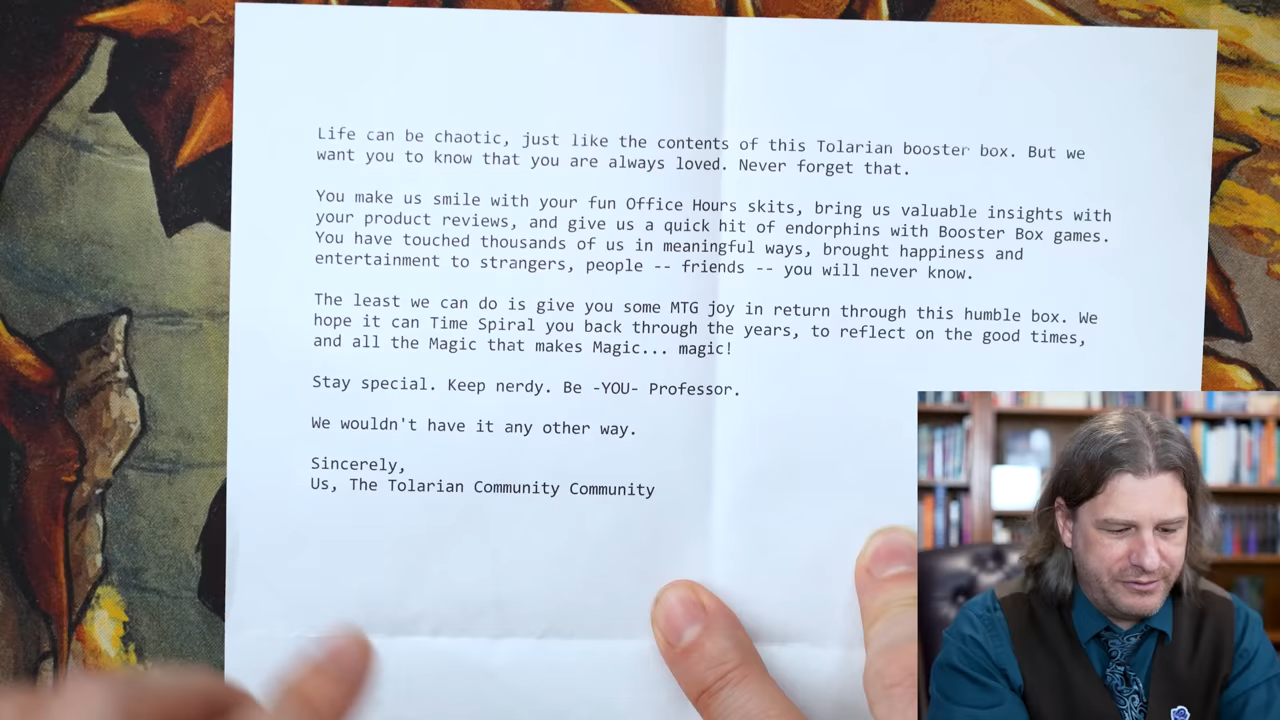 Life can be chaotic, just like the contents of this Tolarian booster box. But we
want you to know that you are always loved. Never forget that.
You make us smile with your fun Office Hours skits, bring us valuable insights with
your product reviews, and give us a quick hit of endorphins with Booster Box games.
You have touched thousands of us in meaningful ways, brought happiness and
entertainment to strangers, people -- friends -- you will never know.
The least we can do is give you some MTG joy in return through this humble box. We
hope it can Time Spiral you back through the years, to reflect on the good times,
and all the Magic that makes Magic... magic!
Stay special. Keep nerdy. Be -YOU- Professor.
We wouldn't have it any other way.
Sincerely,
Us, The Tolarian Community Community